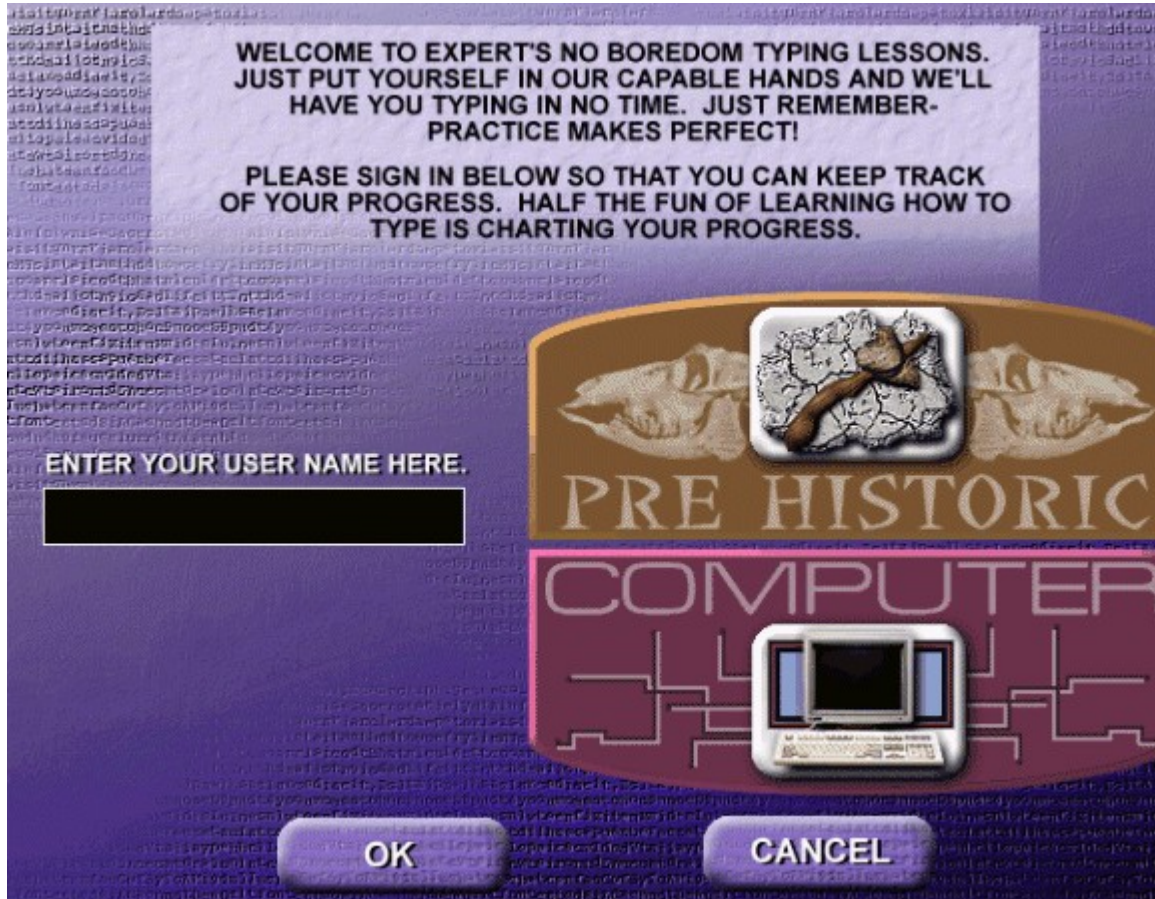 WELCOME TO EXPERT'S NO BOREDOM TYPING LESSONS.
JUST PUT YOURSELF IN OUR CAPABLE HANDS AND WE'LL
HAVE YOU TYPING IN NO TIME.  JUST REMEMBER-
PRACTICE MAKES PERFECT!
PLEASE SIGN IN BELOW SO THAT YOU CAN KEEP TRACK
OF YOUR PROGRESS.  HALF THE FUN OF LEARNING HOW TO
TYPE IS CHARTING YOUR PROGRESS.
ENTER YOUR USER NAME HERE.
PRE HISTORIC
COMPUTER
OK
CANCEL